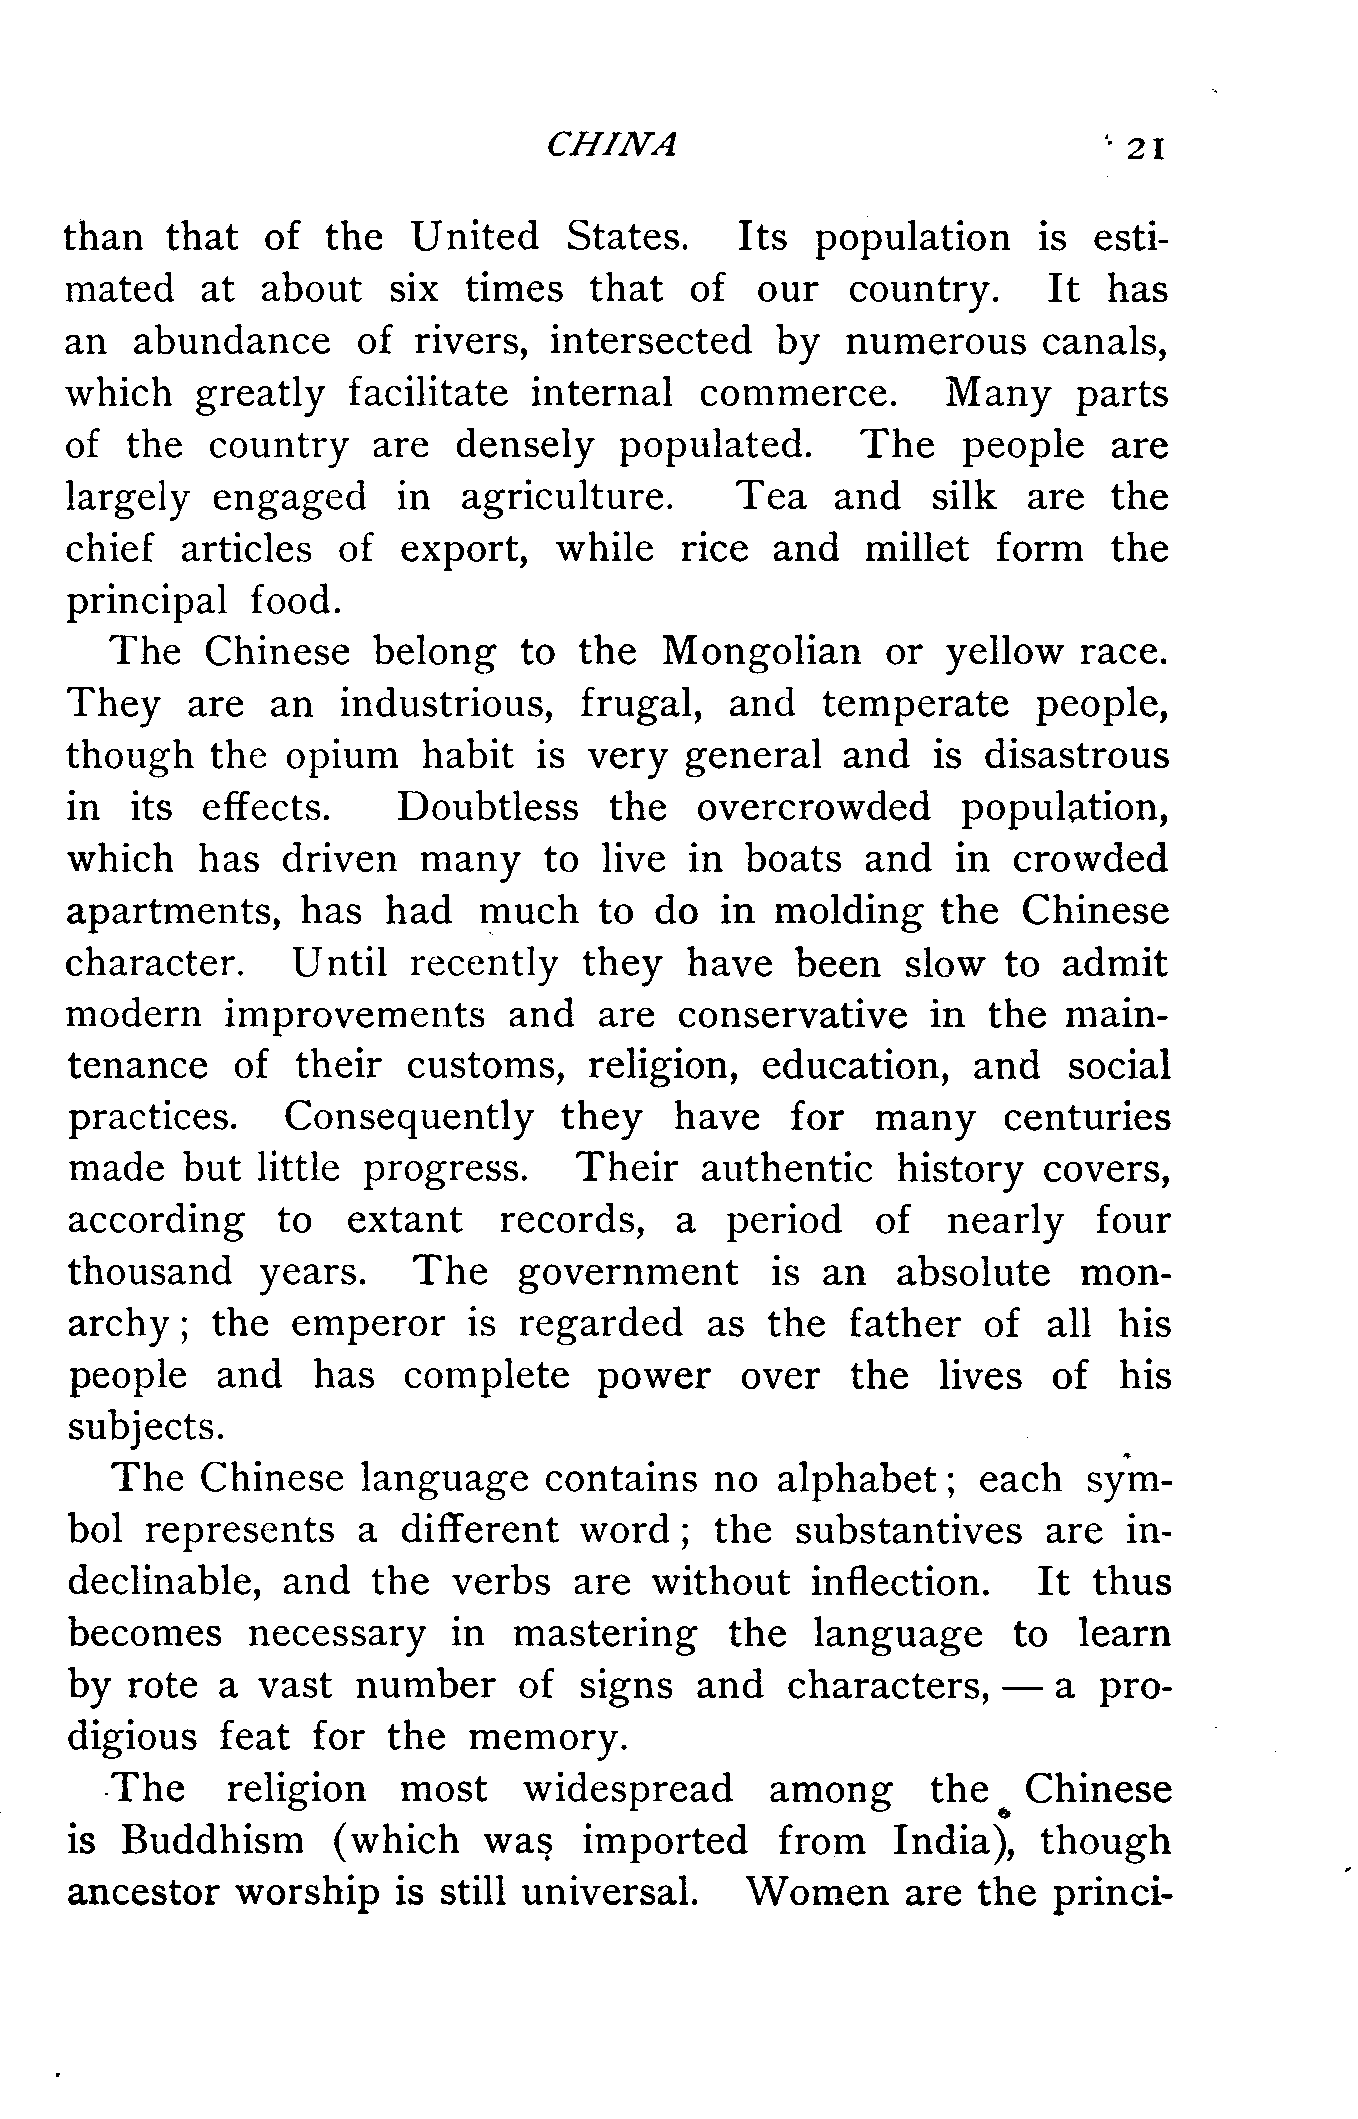 CHINA 21
than that of the United States. Its population is esti-
mated at about six times that of our country. It has
an abundance of rivers, intersected by numerous canals,
which greatly facilitate internal commerce. Many parts
of the country are densely populated. The people are
largely engaged in agriculture. Tea and silk are the
chief articles of export, while rice and millet form the
principal food.
The Chinese belong to the Mongolian or yellow race.
They are an industrious, frugal, and temperate people,
though the opium habit is very general and is disastrous
in its effects. Doubtless the overcrowded population,
which has driven many to live in boats and in crowded
apartments, has had much to do in molding the Chinese
character. Until recently they have been slow to admit
modern improvements and are conservative in the main-
tenance of their customs, religion, education, and social
practices. Consequently they have for many centuries
made but little progress. Their authentic history covers,
according to extant records, a period of nearly four
thousand years. The government is an absolute mon-
archy; the emperor is regarded as the father of all his
people and has complete power over the lives of his
subjects.
The Chinese language contains no alphabet; each sym-
bol represents a different word; the substantives are in-
declinable, and the verbs are without inflection. It thus
becomes necessary in mastering the language to learn
by rote a vast number of signs and characters, — a pro-
digious feat for the memory.
The religion most widespread among the Chinese
is Buddhism (which was imported from India), though
ancestor worship is still universal. Women are the princi-